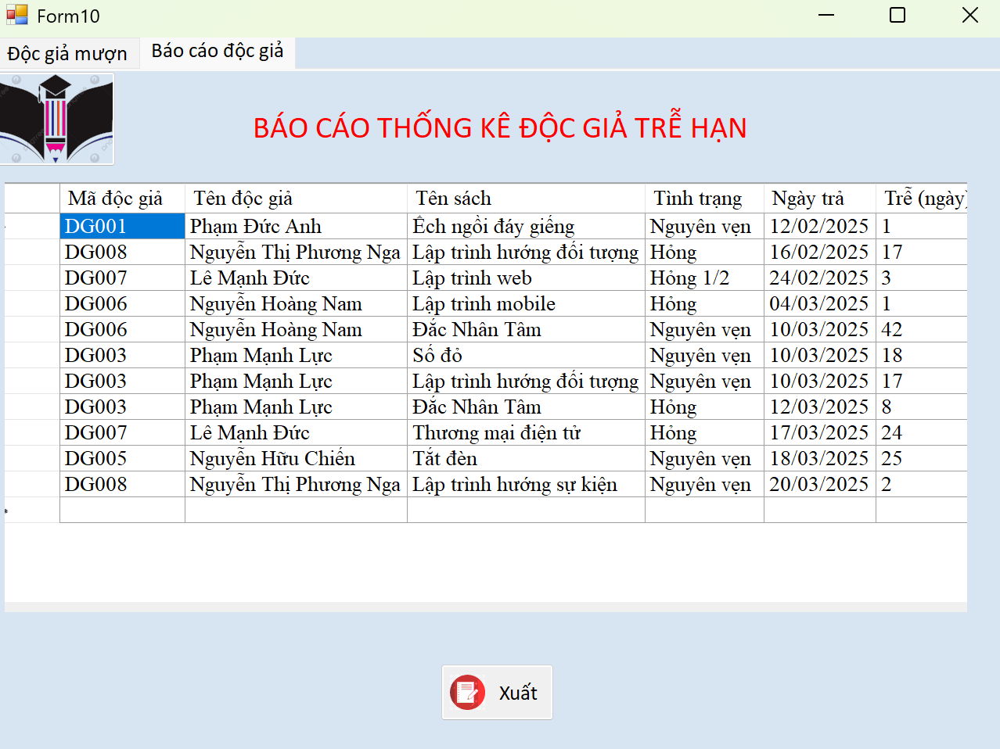 Form10
Độc giả mượn Báo cáo độc giả
BÁO CÁO THỐNG KÊ ĐỘC GIẢ TRỄ HẠN
Mã độc giả Tên độc giả Tên sách Tình trạng Ngày trả Trễ (ngày)
DG001 Phạm Đức Anh Ếch ngồi đáy giếng Nguyên vẹn 12/02/2025 1
DG008 Nguyễn Thị Phương Nga Lập trình hướng đối tượng Hỏng 16/02/2025 17
DG007 Lê Mạnh Đức Lập trình web Hỏng 1/2 24/02/2025 3
DG006 Nguyễn Hoàng Nam Lập trình mobile Hỏng 04/03/2025 1
DG006 Nguyễn Hoàng Nam Đắc Nhân Tâm Nguyên vẹn 10/03/2025 42
DG003 Phạm Mạnh Lực Số đỏ Nguyên vẹn 10/03/2025 18
DG003 Phạm Mạnh Lực Lập trình hướng đối tượng Nguyên vẹn 10/03/2025 17
DG003 Phạm Mạnh Lực Đắc Nhân Tâm Hỏng 12/03/2025 8
DG007 Lê Mạnh Đức Thương mại điện tử Hỏng 17/03/2025 24
DG005 Nguyễn Hữu Chiến Tắt đèn Nguyên vẹn 18/03/2025 25
DG008 Nguyễn Thị Phương Nga Lập trình hướng sự kiện Nguyên vẹn 20/03/2025 2
Xuất